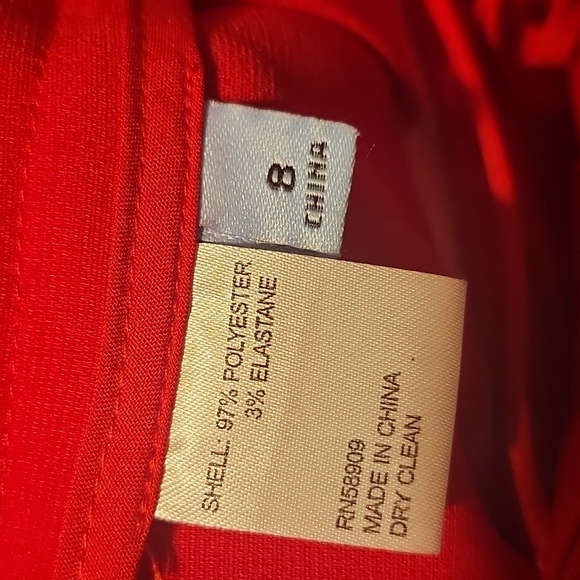 8
CHINA
SHELL: 97% POLYESTER
3% ELASTANE
RN58909
MADE IN CHINA
DRY CLEAN